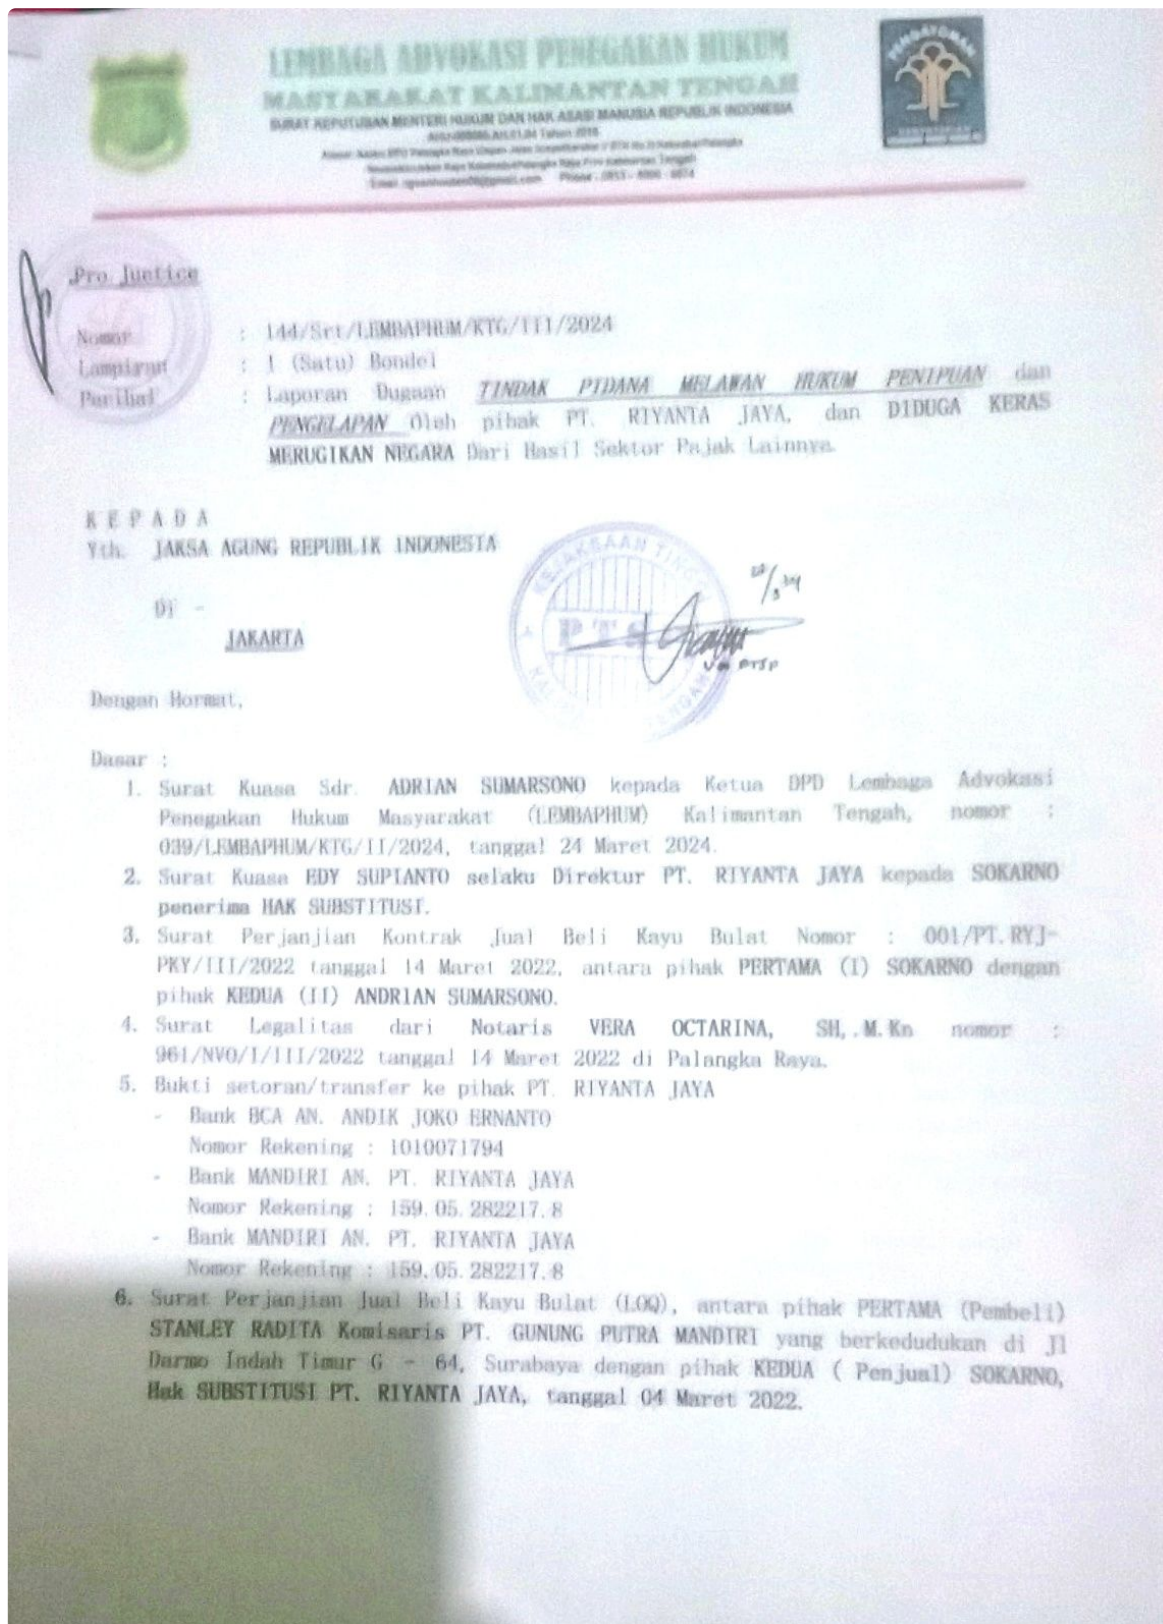 LEMBAGA ADVOKASI PENEGAKAN HUKUM
MASYARAKAT KALIMANTAN TENGAH
SURAT KEPUTUSAN MENTERI HUKUM DAN HAK ASASI MANUSIA REPUBLIK INDONESIA
PENGAYOMAN
Pro Justice
Nomor : 144/Srt/LEMBAPHUM/KTG/III/2024
Lampiran : 1 (Satu) Bondel
Parihal : Laporan Dugaan TINDAK PIDANA MELAWAN HUKUM PENIPUAN dan
PENGELAPAN Oleh pihak PT. RIYANTA JAYA, dan DIDUGA KERAS
MERUGIKAN NEGARA Dari Hasil Sektor Pajak Lainnya.
K E P A D A
Yth. JAKSA AGUNG REPUBLIK INDONESIA
DI -
JAKARTA
KEJAKSAAN TINGGI
PTS
TENGAH
Dengan Hormat,
Dasar :
1. Surat Kuasa Sdr. ADRIAN SUMARSONO kepada Ketua DPD Lembaga Advokasi
Penegakan Hukum Masyarakat (LEMBAPHUM) Kalimantan Tengah, nomor :
039/LEMBAPHUM/KTG/II/2024, tanggal 24 Maret 2024.
2. Surat Kuasa EDY SUPIANTO selaku Direktur PT. RIYANTA JAYA kepada SOKARNO
penerima HAK SUBSTITUSI.
3. Surat Perjanjian Kontrak Jual Beli Kayu Bulat Nomor : 001/PT.RYJ-
PKY/III/2022 tanggal 14 Maret 2022, antara pihak PERTAMA (I) SOKARNO dengan
pihak KEDUA (II) ANDRIAN SUMARSONO.
4. Surat Legalitas dari Notaris VERA OCTARINA, SH,.M.Kn nomor :
961/NVO/I/III/2022 tanggal 14 Maret 2022 di Palangka Raya.
5. Bukti setoran/transfer ke pihak PT. RIYANTA JAYA
- Bank BCA AN. ANDIK JOKO ERNANTO
Nomor Rekening : 1010071794
- Bank MANDIRI AN. PT. RIYANTA JAYA
Nomor Rekening : 159.05.282217.8
- Bank MANDIRI AN. PT. RIYANTA JAYA
Nomor Rekening : 159.05.282217.8
6. Surat Perjanjian Jual Beli Kayu Bulat (LOQ), antara pihak PERTAMA (Pembeli)
STANLEY RADITA Komisaris PT. GUNUNG PUTRA MANDIRI yang berkedudukan di Jl
Darmo Indah Timur G - 64, Surabaya dengan pihak KEDUA ( Penjual) SOKARNO,
Hak SUBSTITUSI PT. RIYANTA JAYA, tanggal 04 Maret 2022.